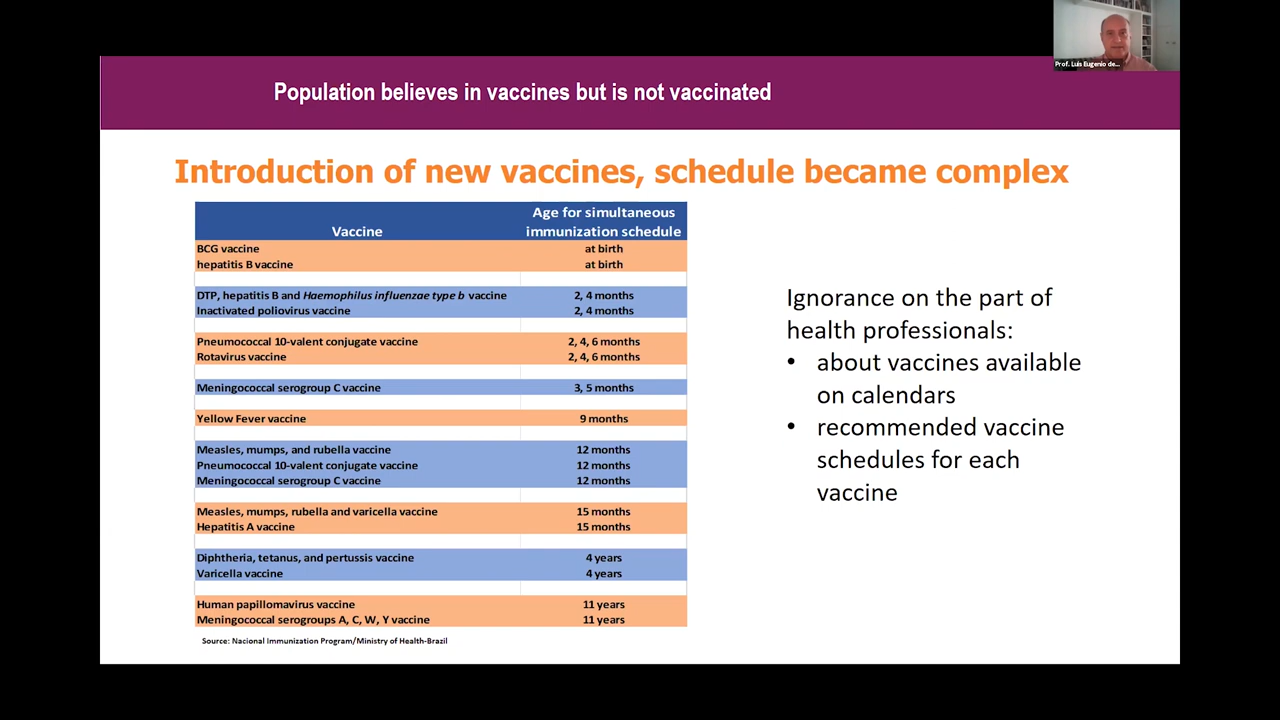 Prof. Luis Eugenio de...
Population believes in vaccines but is not vaccinated
Introduction of new vaccines, schedule became complex
Vaccine Age for simultaneous immunization schedule
BCG vaccine at birth
hepatitis B vaccine at birth
DTP, hepatitis B and Haemophilus influenzae type b vaccine 2, 4 months
Inactivated poliovirus vaccine 2, 4 months
Pneumococcal 10-valent conjugate vaccine 2, 4, 6 months
Rotavirus vaccine 2, 4, 6 months
Meningococcal serogroup C vaccine 3, 5 months
Yellow Fever vaccine 9 months
Measles, mumps, and rubella vaccine 12 months
Pneumococcal 10-valent conjugate vaccine 12 months
Meningococcal serogroup C vaccine 12 months
Measles, mumps, rubella and varicella vaccine 15 months
Hepatitis A vaccine 15 months
Diphtheria, tetanus, and pertussis vaccine 4 years
Varicella vaccine 4 years
Human papillomavirus vaccine 11 years
Meningococcal serogroups A, C, W, Y vaccine 11 years
Source: Nacional Immunization Program/Ministry of Health-Brazil
Ignorance on the part of
health professionals:
• about vaccines available
on calendars
• recommended vaccine
schedules for each
vaccine